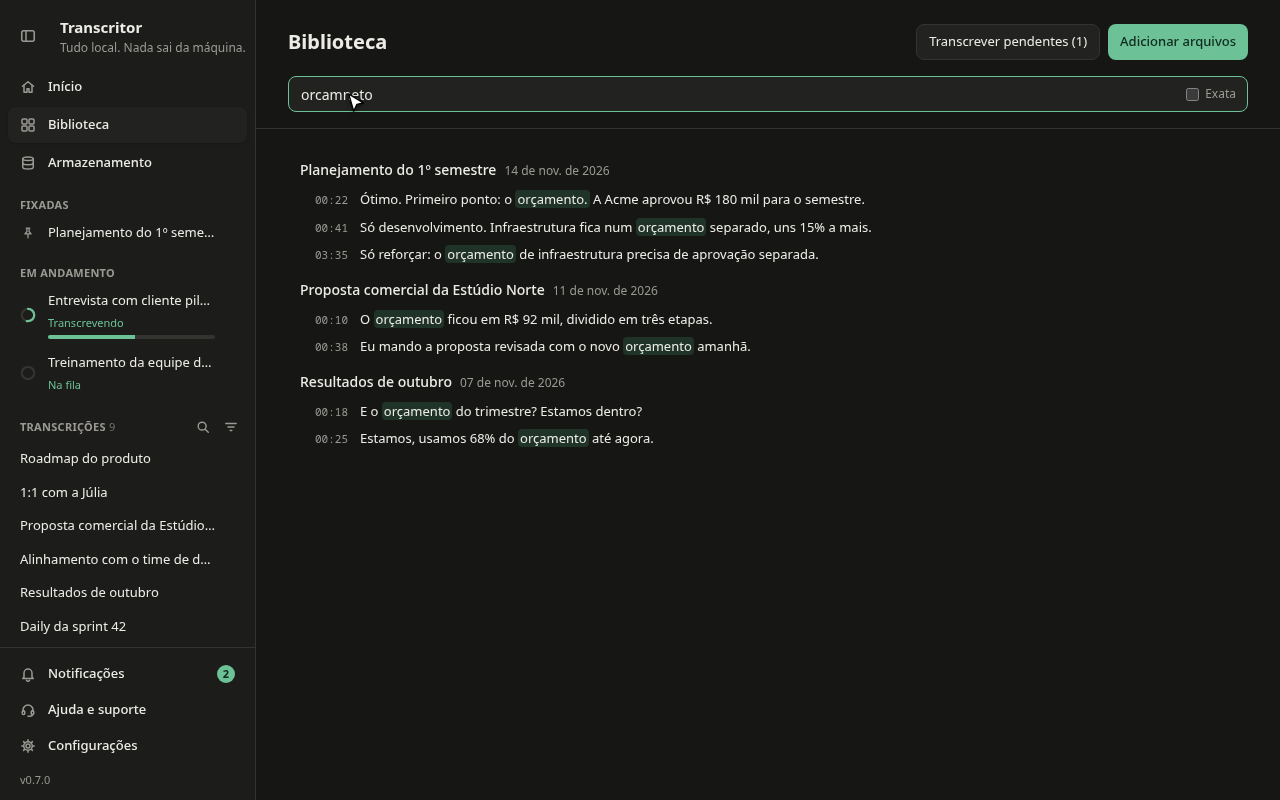 Transcritor
Tudo local. Nada sai da máquina.
Início
Biblioteca
Armazenamento
FIXADAS
Planejamento do 1º seme...
EM ANDAMENTO
Entrevista com cliente pil...
Transcrevendo
Treinamento da equipe d...
Na fila
TRANSCRIÇÕES 9
Roadmap do produto
1:1 com a Júlia
Proposta comercial da Estúdio...
Alinhamento com o time de d...
Resultados de outubro
Daily da sprint 42
Notificações 2
Ajuda e suporte
Configurações
v0.7.0
Biblioteca
Transcrever pendentes (1)
Adicionar arquivos
Exata
Planejamento do 1º semestre 14 de nov. de 2026
00:22 Ótimo. Primeiro ponto: o orçamento. A Acme aprovou R$ 180 mil para o semestre.
00:41 Só desenvolvimento. Infraestrutura fica num orçamento separado, uns 15% a mais.
03:35 Só reforçar: o orçamento de infraestrutura precisa de aprovação separada.
Proposta comercial da Estúdio Norte 11 de nov. de 2026
00:10 O orçamento ficou em R$ 92 mil, dividido em três etapas.
00:38 Eu mando a proposta revisada com o novo orçamento amanhã.
Resultados de outubro 07 de nov. de 2026
00:18 E o orçamento do trimestre? Estamos dentro?
00:25 Estamos, usamos 68% do orçamento até agora.